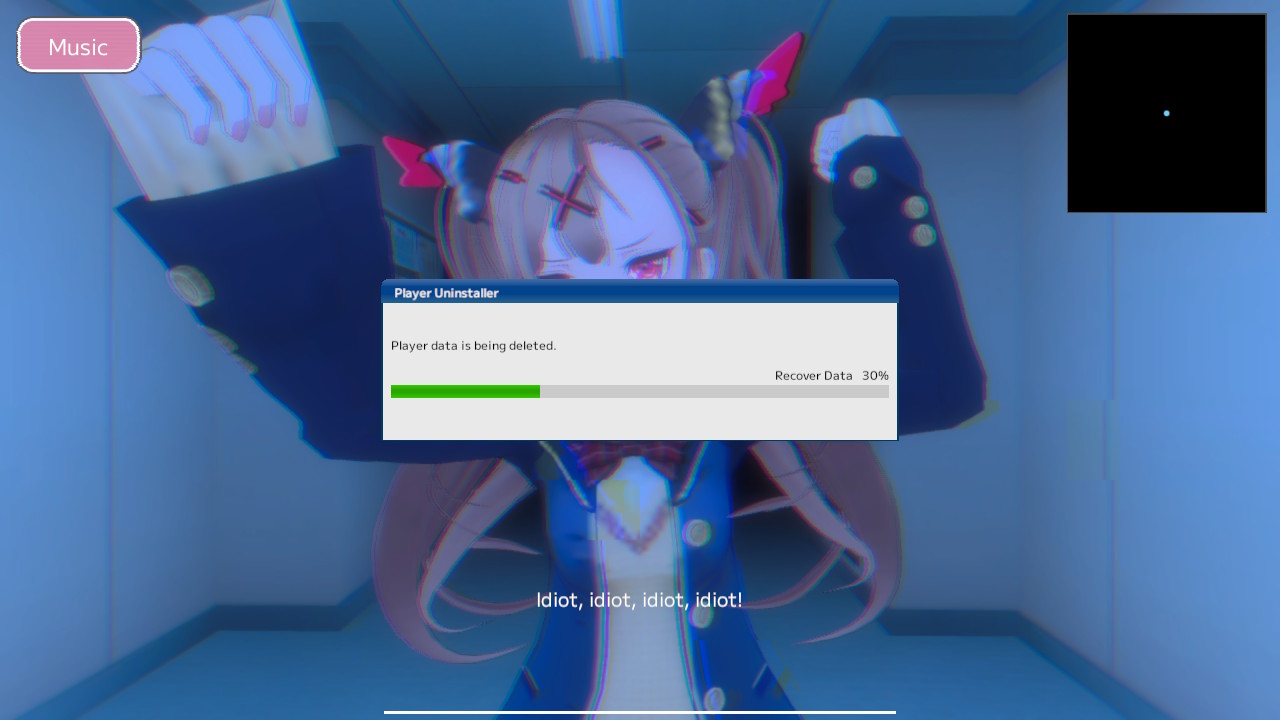 Music
Player Uninstaller
Player data is being deleted.
Recover Data 30%
Idiot, idiot, idiot, idiot!